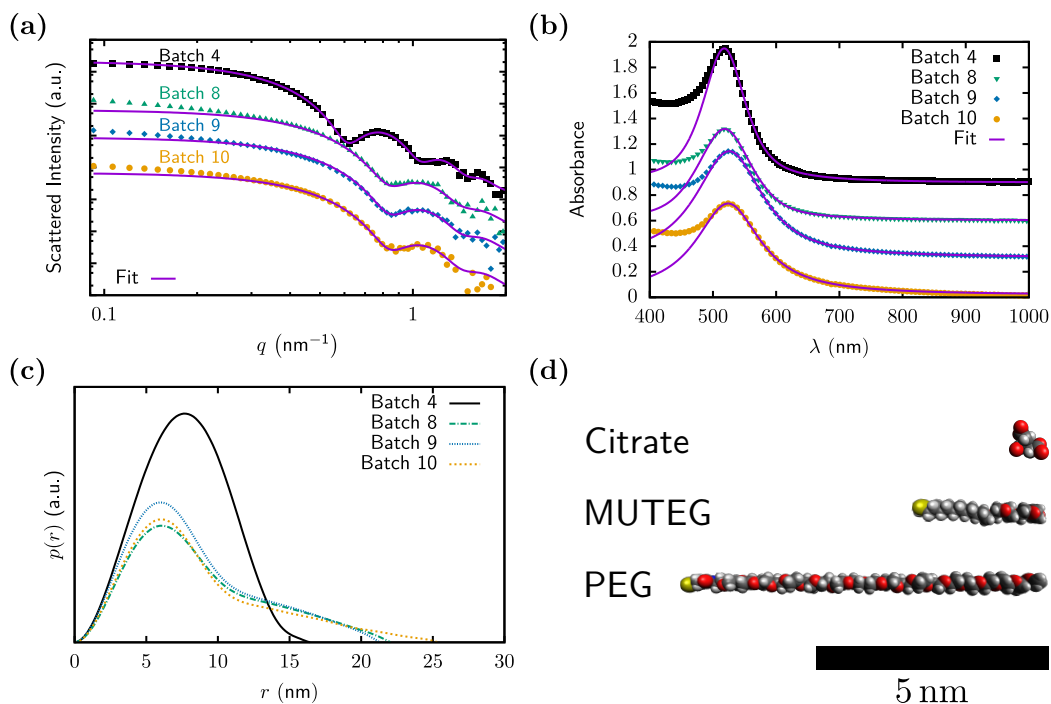 (a)
Scattered Intensity (a.u.)
Batch 4
Batch 8
Batch 9
Batch 10
Fit
0.1
1
q (nm⁻¹)
(b)
Absorbance
2
1.8
1.6
1.4
1.2
1
0.8
0.6
0.4
0.2
0
Batch 4
Batch 8
Batch 9
Batch 10
Fit
400 500 600 700 800 900 1000
λ (nm)
(c)
p(r) (a.u.)
Batch 4
Batch 8
Batch 9
Batch 10
0 5 10 15 20 25 30
r (nm)
(d)
Citrate
MUTEG
PEG
5 nm